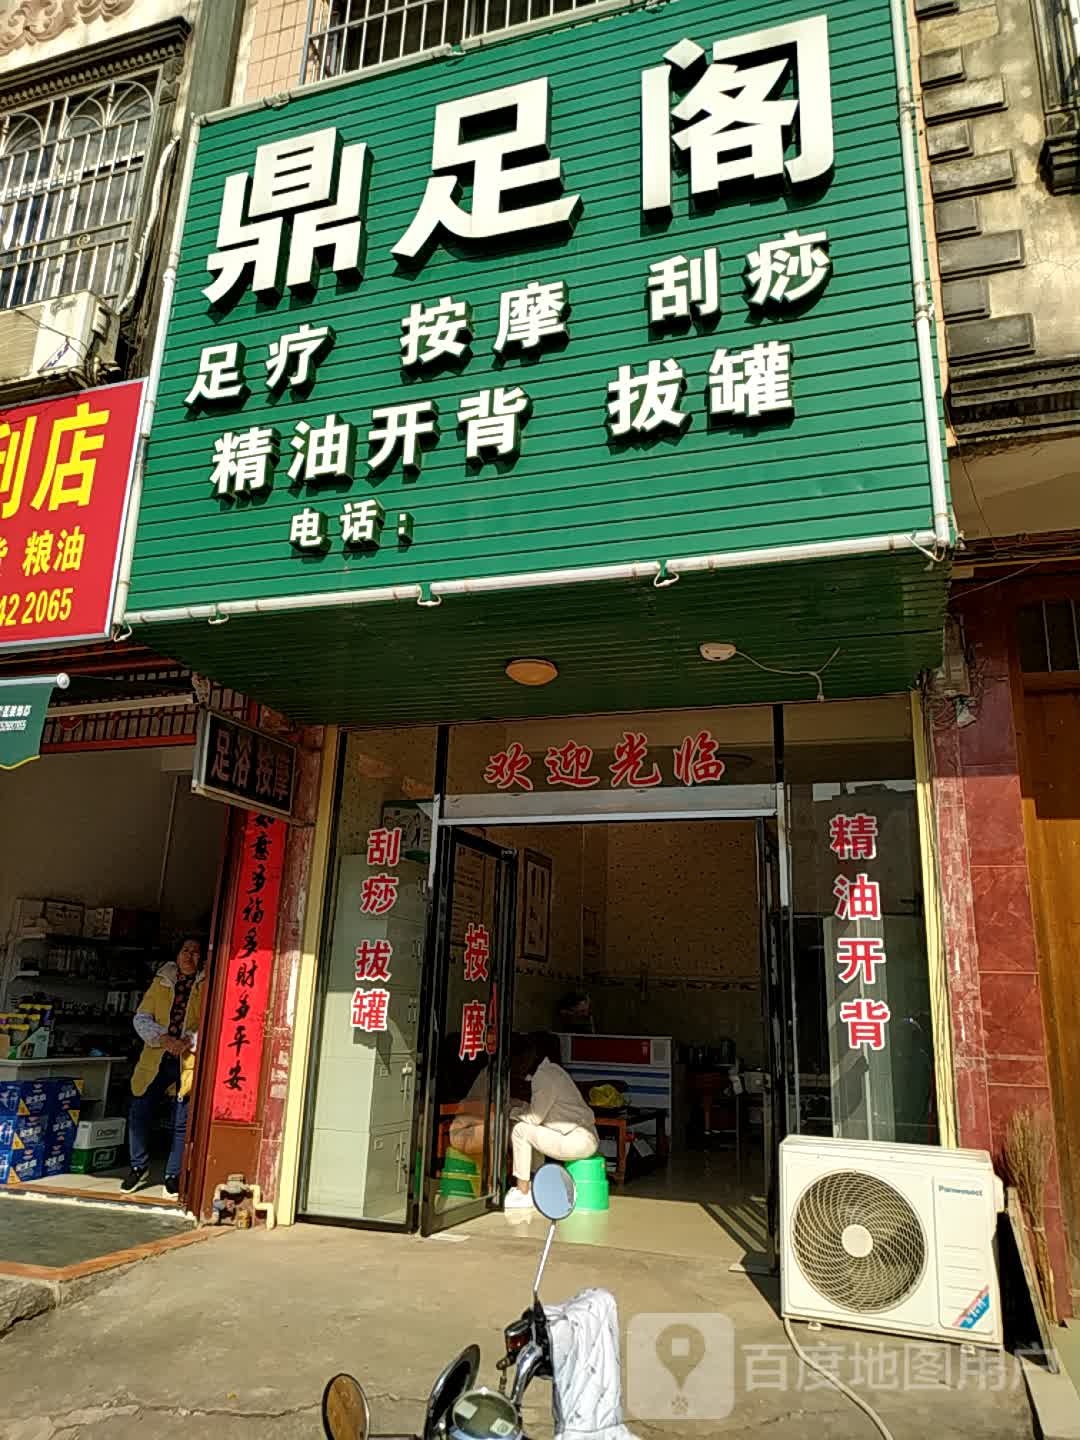 鼎足阁
足疗 按摩 刮痧
精油开背 拔罐
电话：
利店
粮油
42 2065
足浴 按摩
欢迎光临
刮痧 拔罐
按摩
精油开背
意多福多财多平安
百度地图用户